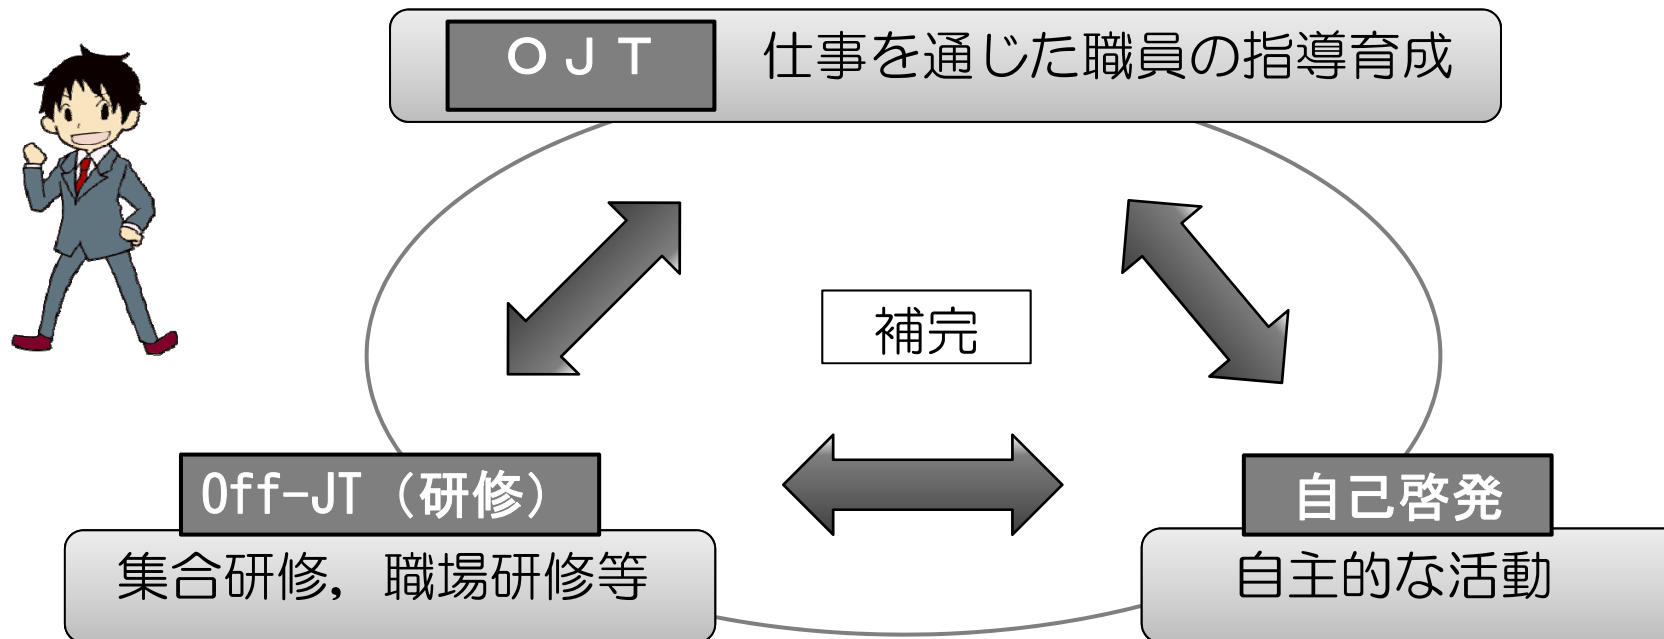 ＯＪＴ　仕事を通じた職員の指導育成
補完
Off-JT（研修）
集合研修，職場研修等
自己啓発
自主的な活動